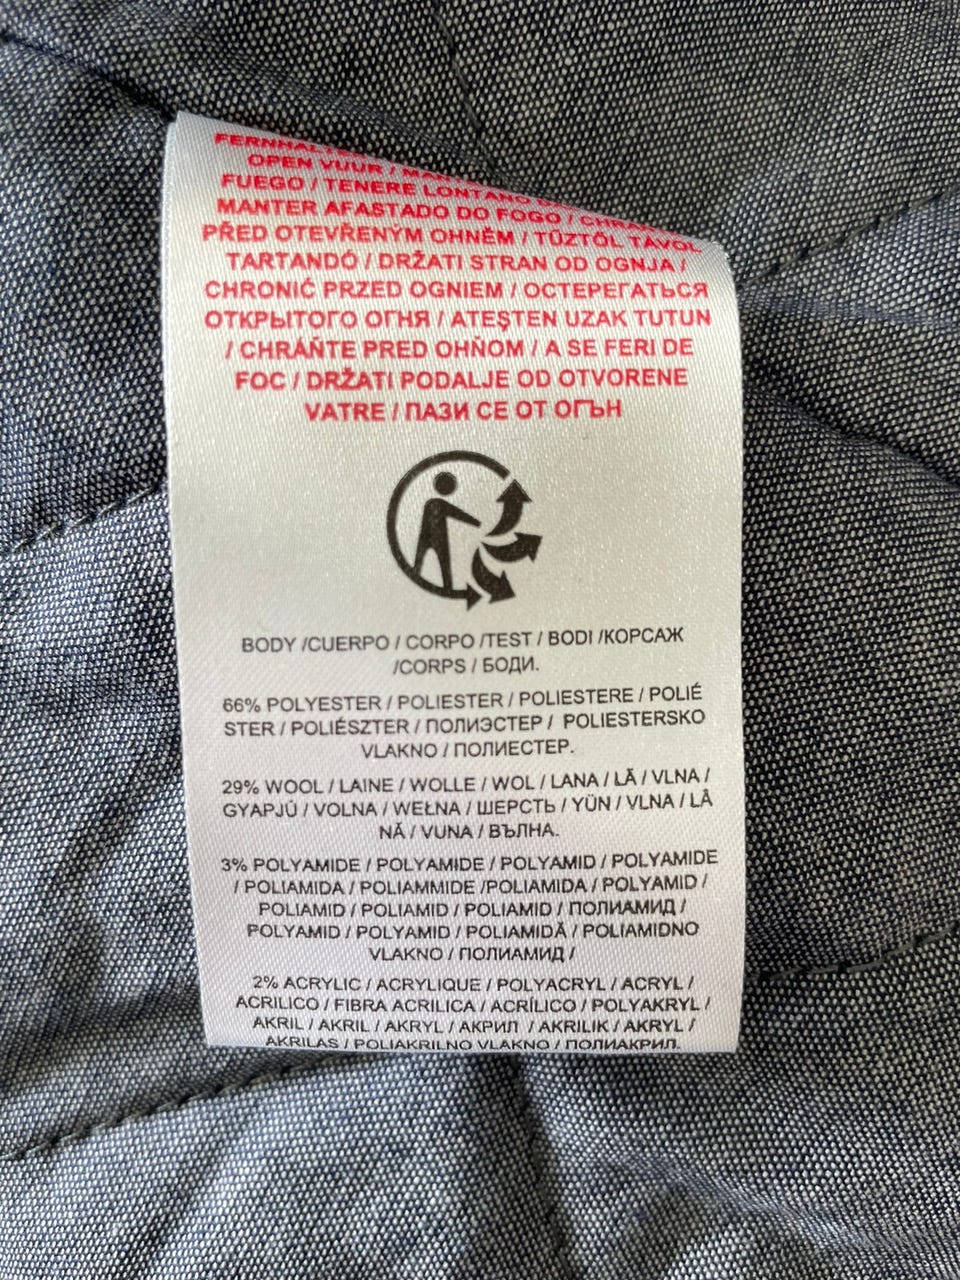 FERNHALTEN
OPEN VUUR /
FUEGO / TENERE LONTANO
MANTER AFASTADO DO FOGO /
PŘED OTEVŘENÝM OHNĚM / TŰZTŐL TÁVOL
TARTANDÓ / DRŽATI STRAN OD OGNJA /
CHRONIĆ PRZED OGNIEM / ОСТЕРЕГАТЬСЯ
ОТКРЫТОГО ОГНЯ / ATEŞTEN UZAK TUTUN
/ CHRÁŇTE PRED OHŇOM / A SE FERI DE
FOC / DRŽATI PODALJE OD OTVORENE
VATRE / ПАЗИ СЕ ОТ ОГЪН
BODY /CUERPO / CORPO /TEST / BODI /КОРСАЖ
/CORPS / БОДИ.
66% POLYESTER / POLIESTER / POLIESTERE / POLIÉ
STER / POLIÉSZTER / ПОЛИЭСТЕР / POLIESTERSKO
VLAKNO / ПОЛИЕСТЕР.
29% WOOL / LAINE / WOLLE / WOL / LANA / LÃ / VLNA /
GYAPJÚ / VOLNA / WEŁNA / ШЕРСТЬ / YÜN / VLNA / LÂ
NĂ / VUNA / ВЪЛНА.
3% POLYAMIDE / POLYAMIDE / POLYAMID / POLYAMIDE
/ POLIAMIDA / POLIAMMIDE /POLIAMIDA / POLYAMID /
POLIAMID / POLIAMID / POLIAMID / ПОЛИАМИД /
POLYAMID / POLYAMID / POLIAMIDĂ / POLIAMIDNO
VLAKNO / ПОЛИАМИД /
2% ACRYLIC / ACRYLIQUE / POLYACRYL / ACRYL /
ACRILICO / FIBRA ACRILICA / ACRÍLICO / POLYAKRYL /
AKRIL / AKRIL / AKRYL / АКРИЛ / AKRILIK / AKRYL /
AKRILAS / POLIAKRILNO VLAKNO / ПОЛИАКРИЛ.